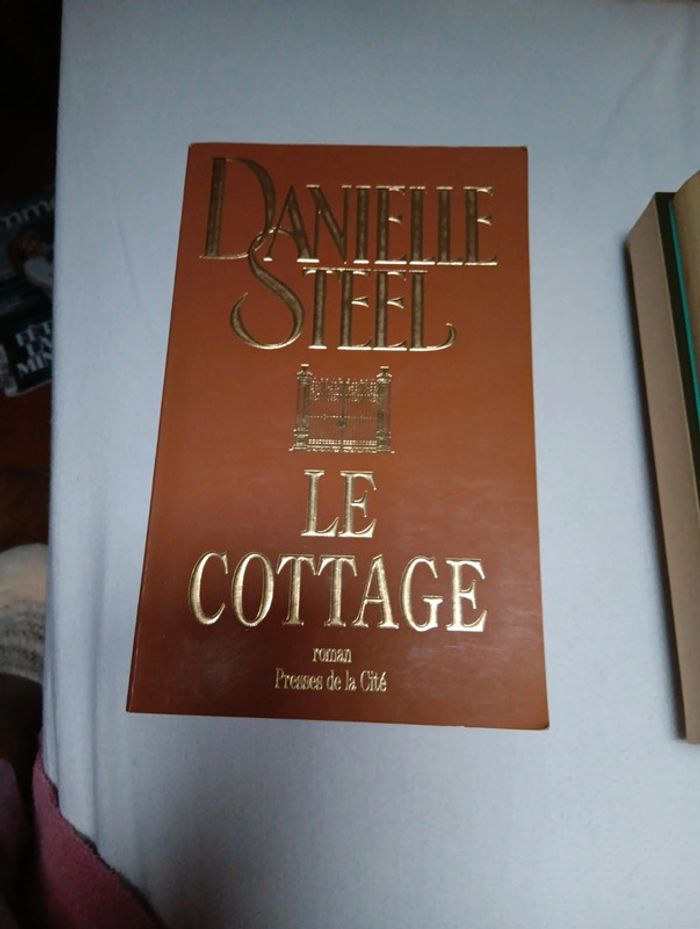 DANIELLE
STEEL
LE
COTTAGE
roman
Presses de la Cité